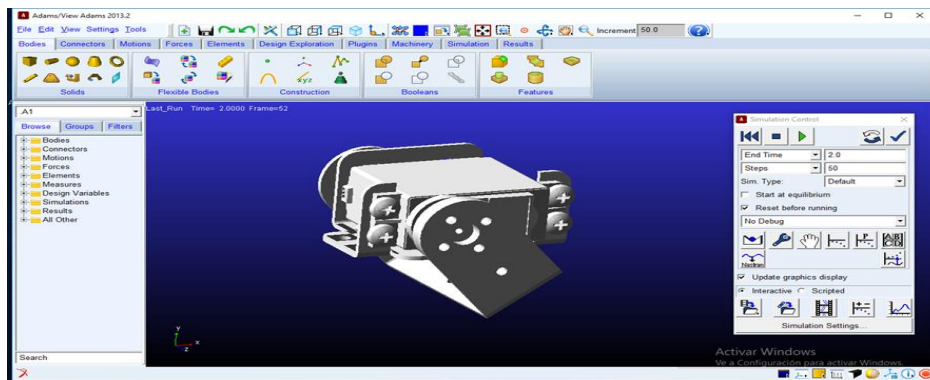 Adams/View Adams 2013.2
File Edit View Settings Tools
Increment 50.0
Bodies Connectors Motions Forces Elements Design Exploration Plugins Machinery Simulation Results
Solids Flexible Bodies Construction Booleans Features
.A1
Browse Groups Filters
Bodies
Connectors
Motions
Forces
Elements
Measures
Design Variables
Simulations
Results
All Other
Search
Last_Run Time= 2.0000 Frame=52
Y
X
Z
Simulation Control
End Time 2.0
Steps 50
Sim. Type: Default
Start at equilibrium
Reset before running
No Debug
Nastran
Update graphics display
Interactive Scripted
Simulation Settings...
Activar Windows
Ve a Configuración para activar Windows.